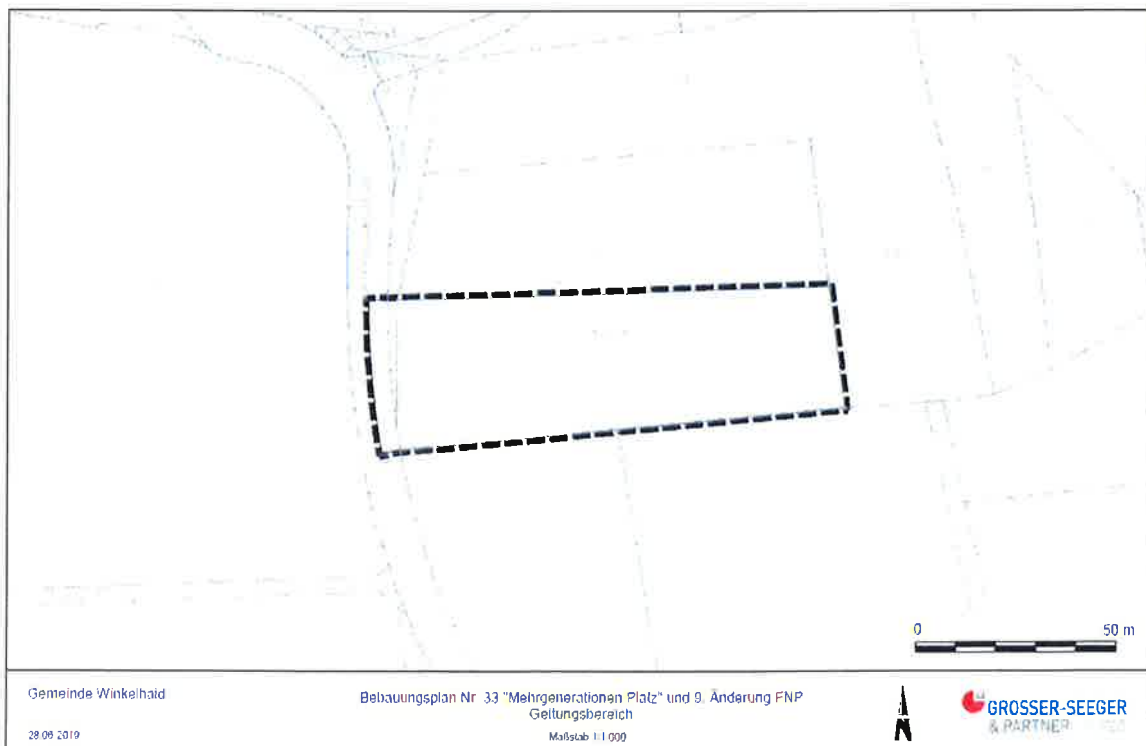 0 50 m
Gemeinde Winkelhaid
Bebauungsplan Nr. 33 "Mehrgenerationen Platz" und 9. Änderung FNP
Geltungsbereich
28.06.2019
Maßstab 1:1.000
N
GROSSER-SEEGER
& PARTNER